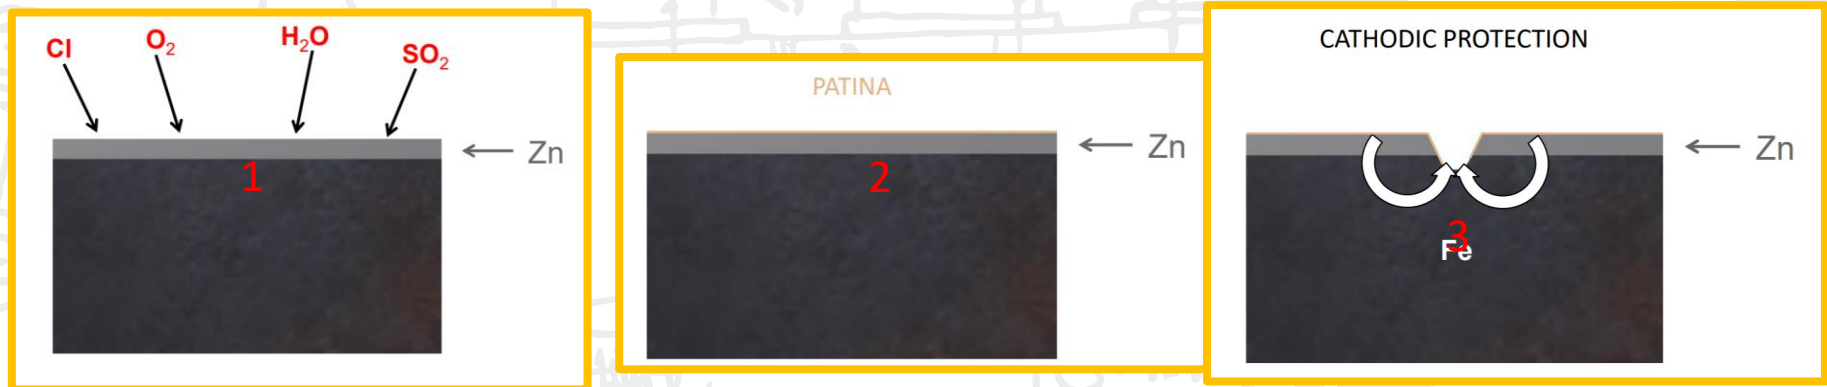 Cl
O₂
H₂O
SO₂
Zn
1
PATINA
Zn
2
CATHODIC PROTECTION
Zn
3
Fe